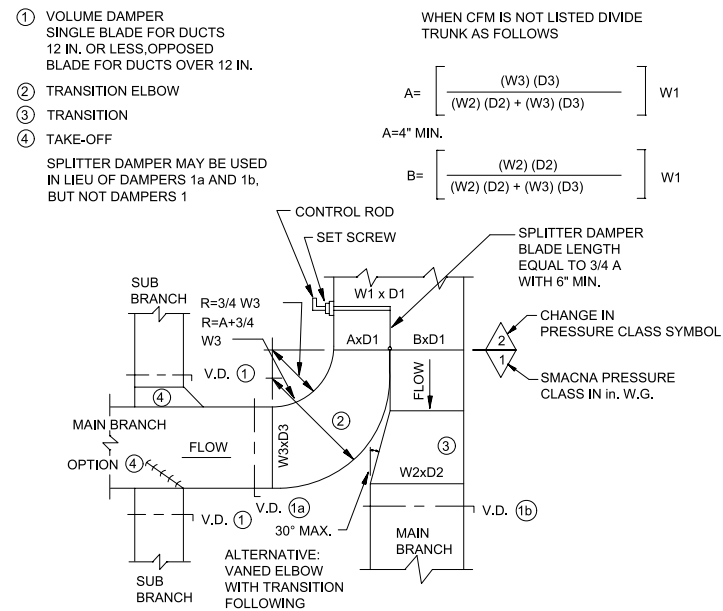 ① VOLUME DAMPER
SINGLE BLADE FOR DUCTS
12 IN. OR LESS,OPPOSED
BLADE FOR DUCTS OVER 12 IN.
② TRANSITION ELBOW
③ TRANSITION
④ TAKE-OFF
SPLITTER DAMPER MAY BE USED
IN LIEU OF DAMPERS 1a AND 1b,
BUT NOT DAMPERS 1
WHEN CFM IS NOT LISTED DIVIDE
TRUNK AS FOLLOWS
A= [ (W3) (D3) / (W2) (D2) + (W3) (D3) ] W1
A=4" MIN.
B= [ (W2) (D2) / (W2) (D2) + (W3) (D3) ] W1
CONTROL ROD
SET SCREW
SPLITTER DAMPER
BLADE LENGTH
EQUAL TO 3/4 A
WITH 6" MIN.
SUB
BRANCH
R=3/4 W3
R=A+3/4
W3
W1 x D1
AxD1
BxD1
2
1
CHANGE IN
PRESSURE CLASS SYMBOL
SMACNA PRESSURE
CLASS IN in. W.G.
V.D. ①
④
FLOW
MAIN BRANCH
FLOW
OPTION ④
W3xD3
②
③
W2xD2
V.D. ①
V.D. 1a
30° MAX.
V.D. 1b
MAIN
BRANCH
SUB
BRANCH
ALTERNATIVE:
VANED ELBOW
WITH TRANSITION
FOLLOWING